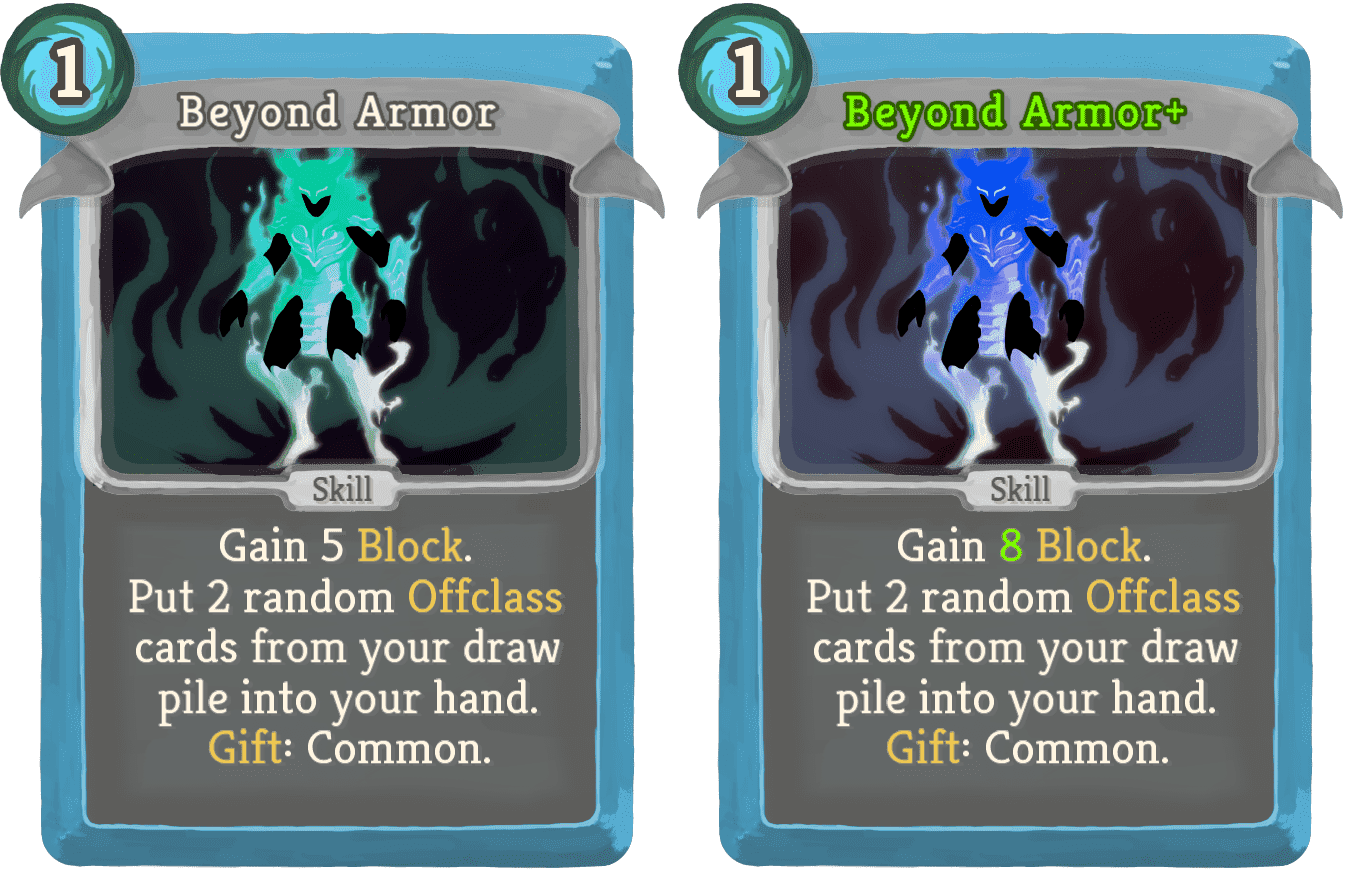 1
Beyond Armor
Skill
Gain 5 Block.
Put 2 random Offclass
cards from your draw
pile into your hand.
Gift: Common.
1
Beyond Armor+
Skill
Gain 8 Block.
Put 2 random Offclass
cards from your draw
pile into your hand.
Gift: Common.